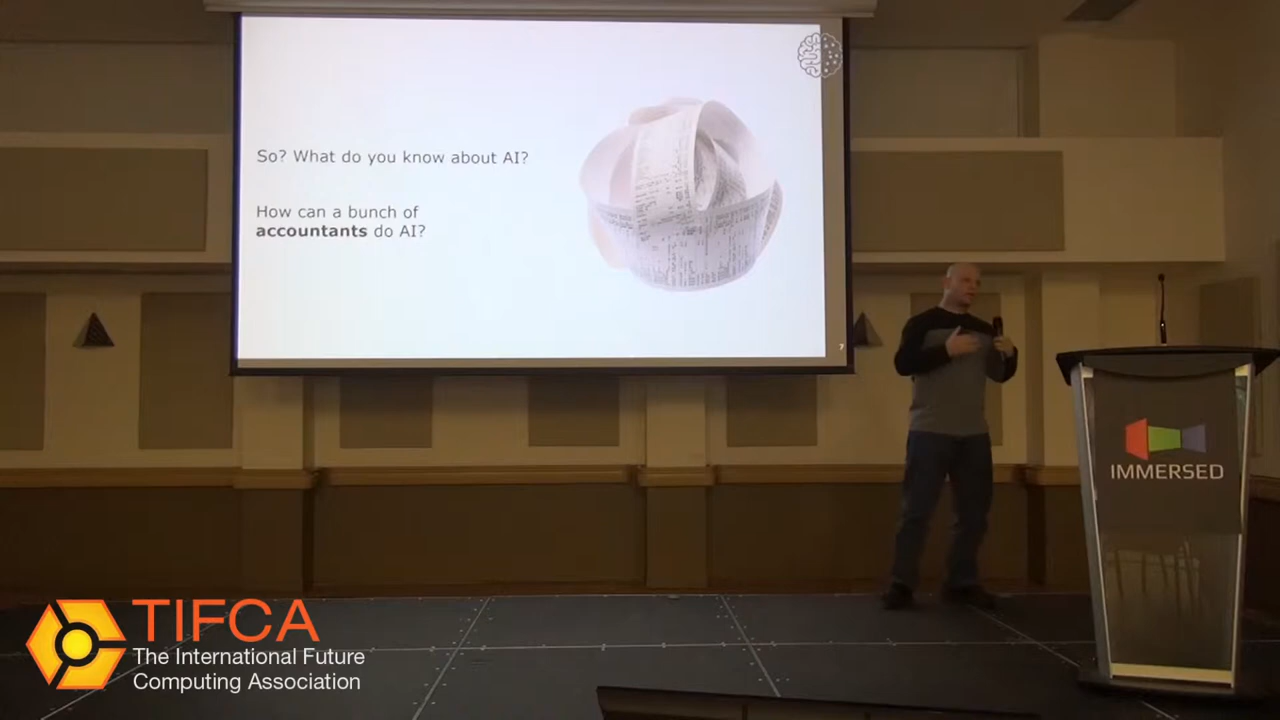 So? What do you know about AI?
How can a bunch of
accountants do AI?
7
IMMERSED
TIFCA
The International Future
Computing Association